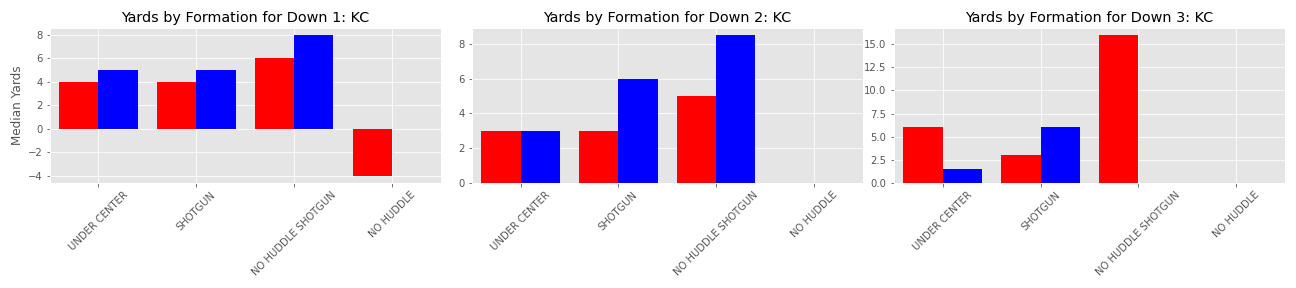 Yards by Formation for Down 1: KC
Median Yards
8
6
4
2
0
−2
−4
UNDER CENTER
SHOTGUN
NO HUDDLE SHOTGUN
NO HUDDLE
Yards by Formation for Down 2: KC
8
6
4
2
0
UNDER CENTER
SHOTGUN
NO HUDDLE SHOTGUN
NO HUDDLE
Yards by Formation for Down 3: KC
15.0
12.5
10.0
7.5
5.0
2.5
0.0
UNDER CENTER
SHOTGUN
NO HUDDLE SHOTGUN
NO HUDDLE